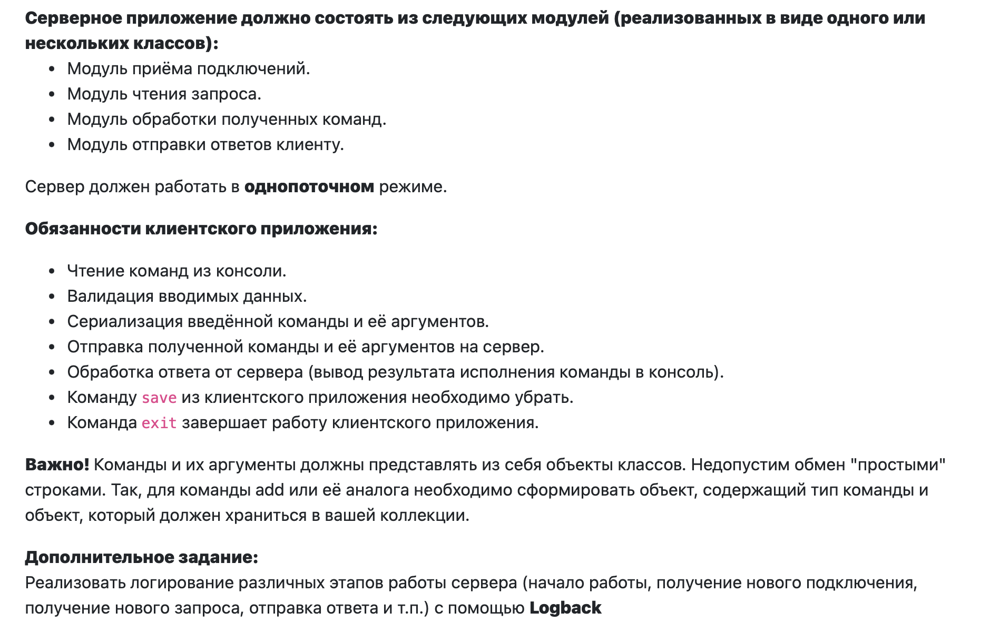 Серверное приложение должно состоять из следующих модулей (реализованных в виде одного или
нескольких классов):
• Модуль приёма подключений.
• Модуль чтения запроса.
• Модуль обработки полученных команд.
• Модуль отправки ответов клиенту.
Сервер должен работать в однопоточном режиме.
Обязанности клиентского приложения:
• Чтение команд из консоли.
• Валидация вводимых данных.
• Сериализация введённой команды и её аргументов.
• Отправка полученной команды и её аргументов на сервер.
• Обработка ответа от сервера (вывод результата исполнения команды в консоль).
• Команду save из клиентского приложения необходимо убрать.
• Команда exit завершает работу клиентского приложения.
Важно! Команды и их аргументы должны представлять из себя объекты классов. Недопустим обмен "простыми"
строками. Так, для команды add или её аналога необходимо сформировать объект, содержащий тип команды и
объект, который должен храниться в вашей коллекции.
Дополнительное задание:
Реализовать логирование различных этапов работы сервера (начало работы, получение нового подключения,
получение нового запроса, отправка ответа и т.п.) с помощью Logback